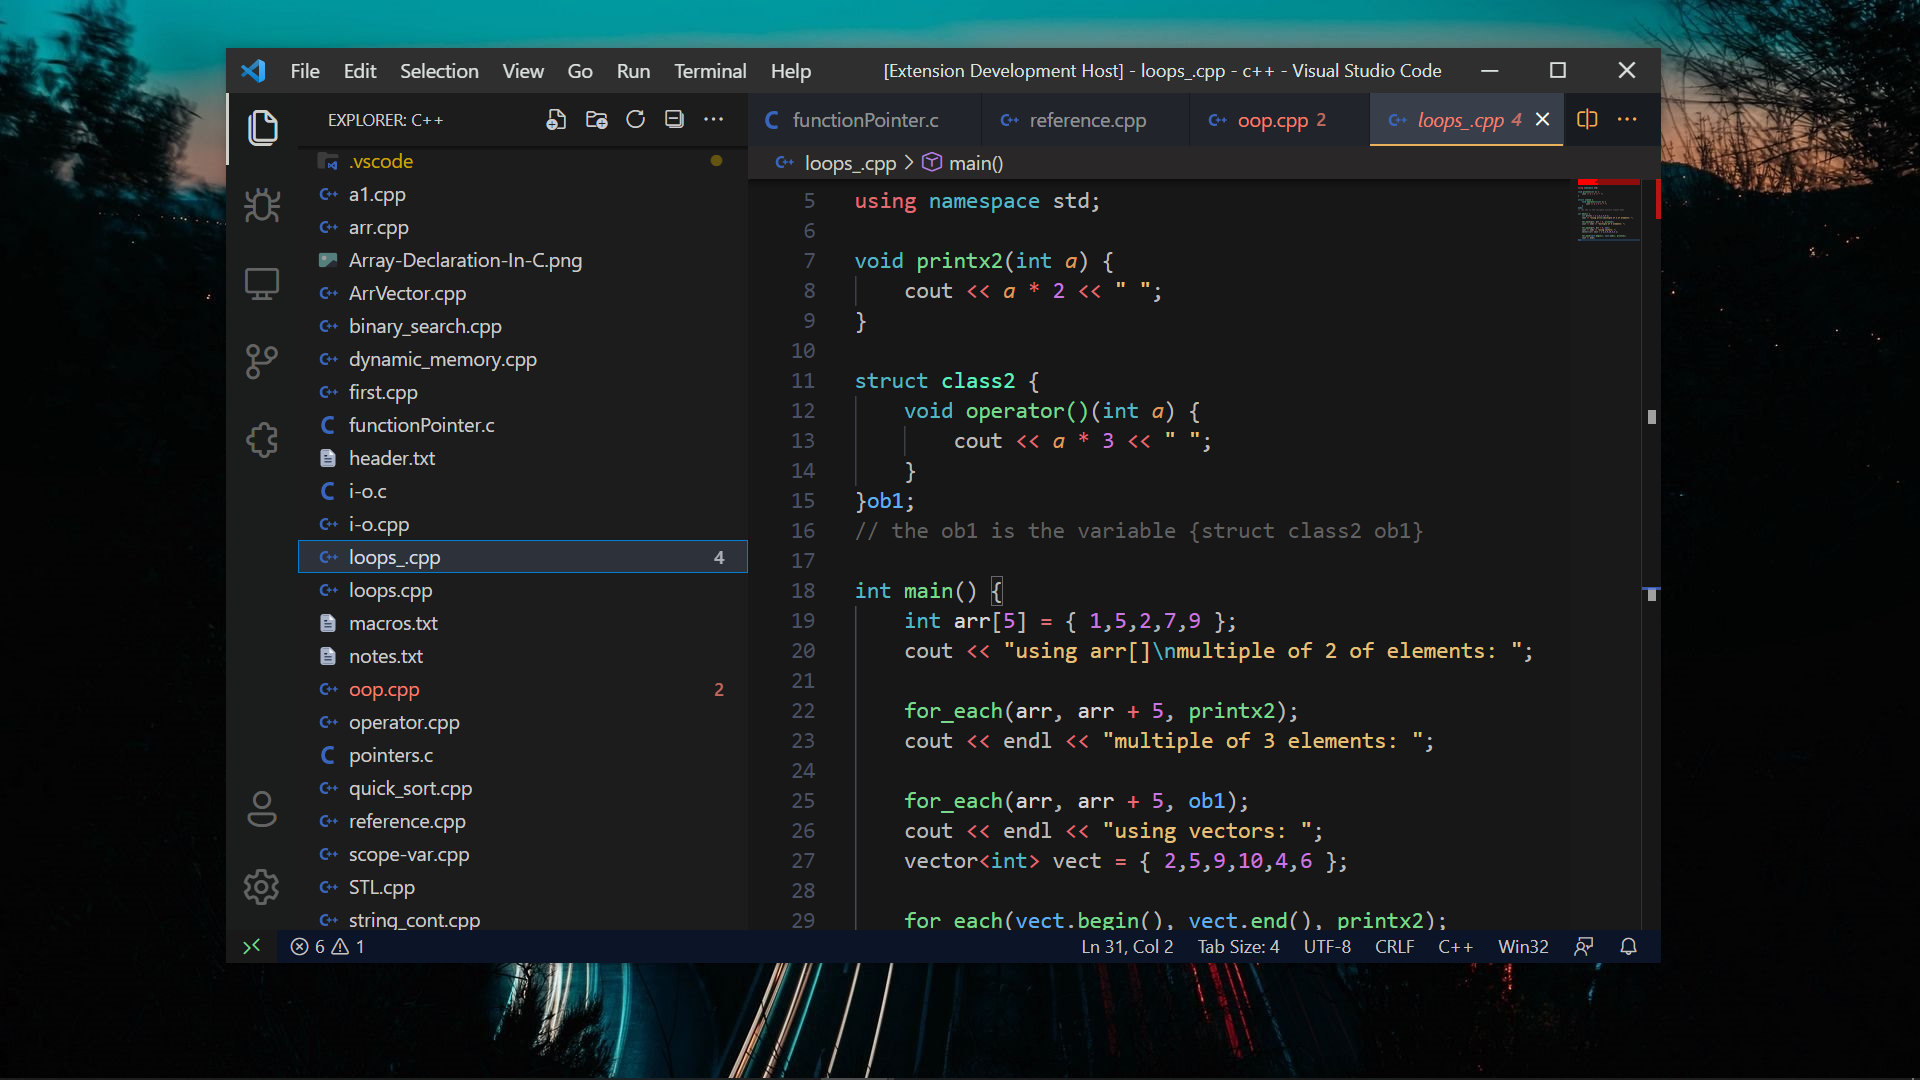 File Edit Selection View Go Run Terminal Help [Extension Development Host] - loops_.cpp - c++ - Visual Studio Code
EXPLORER: C++
.vscode
a1.cpp
arr.cpp
Array-Declaration-In-C.png
ArrVector.cpp
binary_search.cpp
dynamic_memory.cpp
first.cpp
functionPointer.c
header.txt
i-o.c
i-o.cpp
loops_.cpp 4
loops.cpp
macros.txt
notes.txt
oop.cpp 2
operator.cpp
pointers.c
quick_sort.cpp
reference.cpp
scope-var.cpp
STL.cpp
string_cont.cpp
functionPointer.c reference.cpp oop.cpp 2 loops_.cpp 4
loops_.cpp > main()
5 using namespace std;
6
7 void printx2(int a) {
8     cout << a * 2 << " ";
9 }
10
11 struct class2 {
12     void operator()(int a) {
13         cout << a * 3 << " ";
14     }
15 }ob1;
16 // the ob1 is the variable {struct class2 ob1}
17
18 int main() {
19     int arr[5] = { 1,5,2,7,9 };
20     cout << "using arr[]\nmultiple of 2 of elements: ";
21
22     for_each(arr, arr + 5, printx2);
23     cout << endl << "multiple of 3 elements: ";
24
25     for_each(arr, arr + 5, ob1);
26     cout << endl << "using vectors: ";
27     vector<int> vect = { 2,5,9,10,4,6 };
28
29     for_each(vect.begin(), vect.end(), printx2);
6 1 Ln 31, Col 2 Tab Size: 4 UTF-8 CRLF C++ Win32